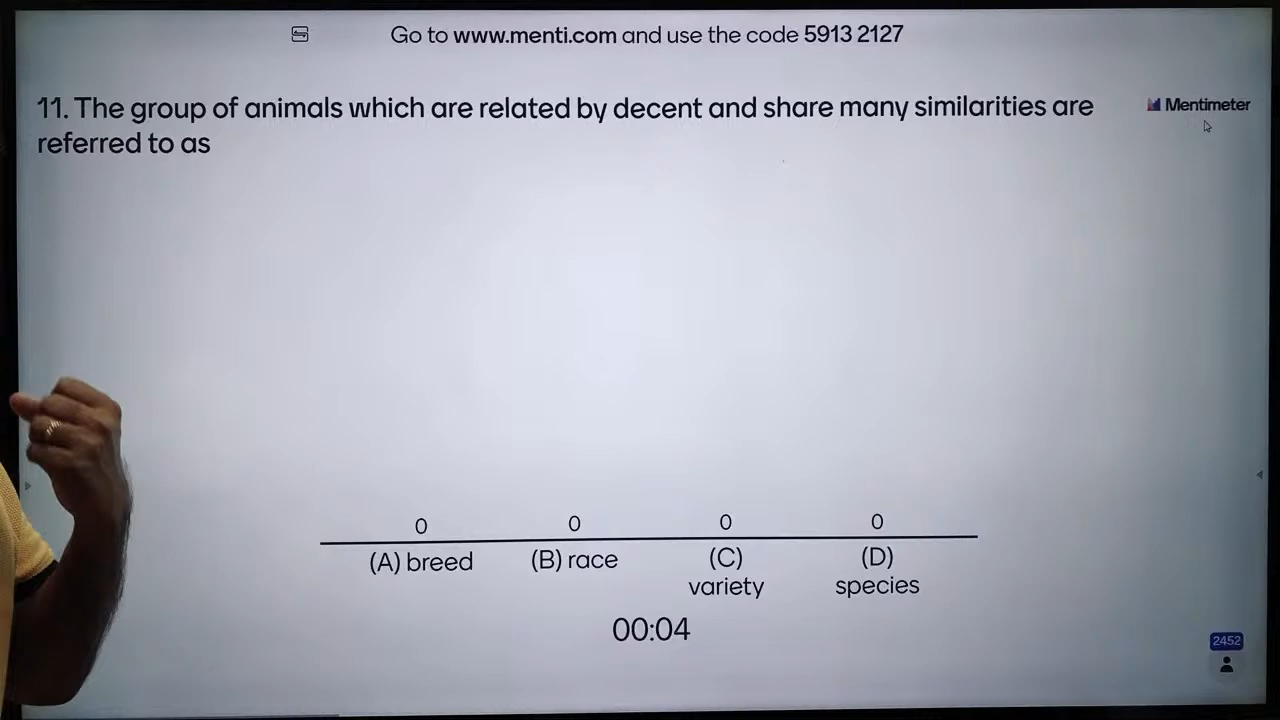 Go to www.menti.com and use the code 5913 2127
11. The group of animals which are related by decent and share many similarities are
referred to as
Mentimeter
0
0
0
0
(A) breed
(B) race
(C)
variety
(D)
species
00:04
2452